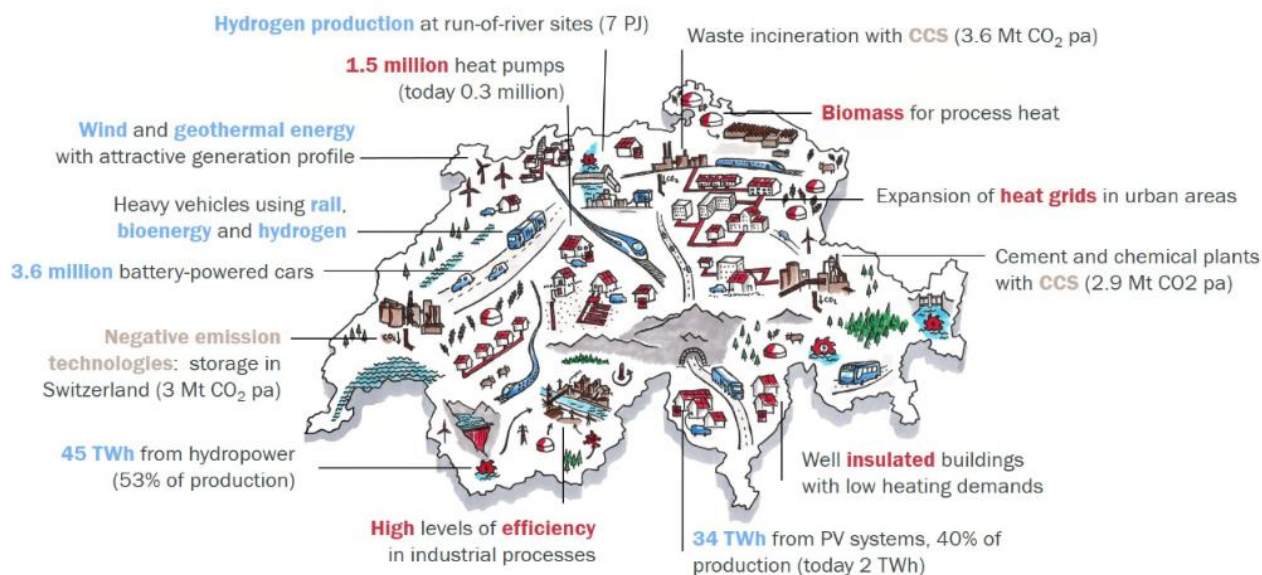 Hydrogen production at run-of-river sites (7 PJ)
Waste incineration with CCS (3.6 Mt CO₂ pa)
1.5 million heat pumps
(today 0.3 million)
Biomass for process heat
Wind and geothermal energy
with attractive generation profile
Heavy vehicles using rail,
bioenergy and hydrogen
Expansion of heat grids in urban areas
3.6 million battery-powered cars
Cement and chemical plants
with CCS (2.9 Mt CO2 pa)
Negative emission
technologies: storage in
Switzerland (3 Mt CO₂ pa)
45 TWh from hydropower
(53% of production)
Well insulated buildings
with low heating demands
High levels of efficiency
in industrial processes
34 TWh from PV systems, 40% of
production (today 2 TWh)
CO₂
CO₂
CO₂